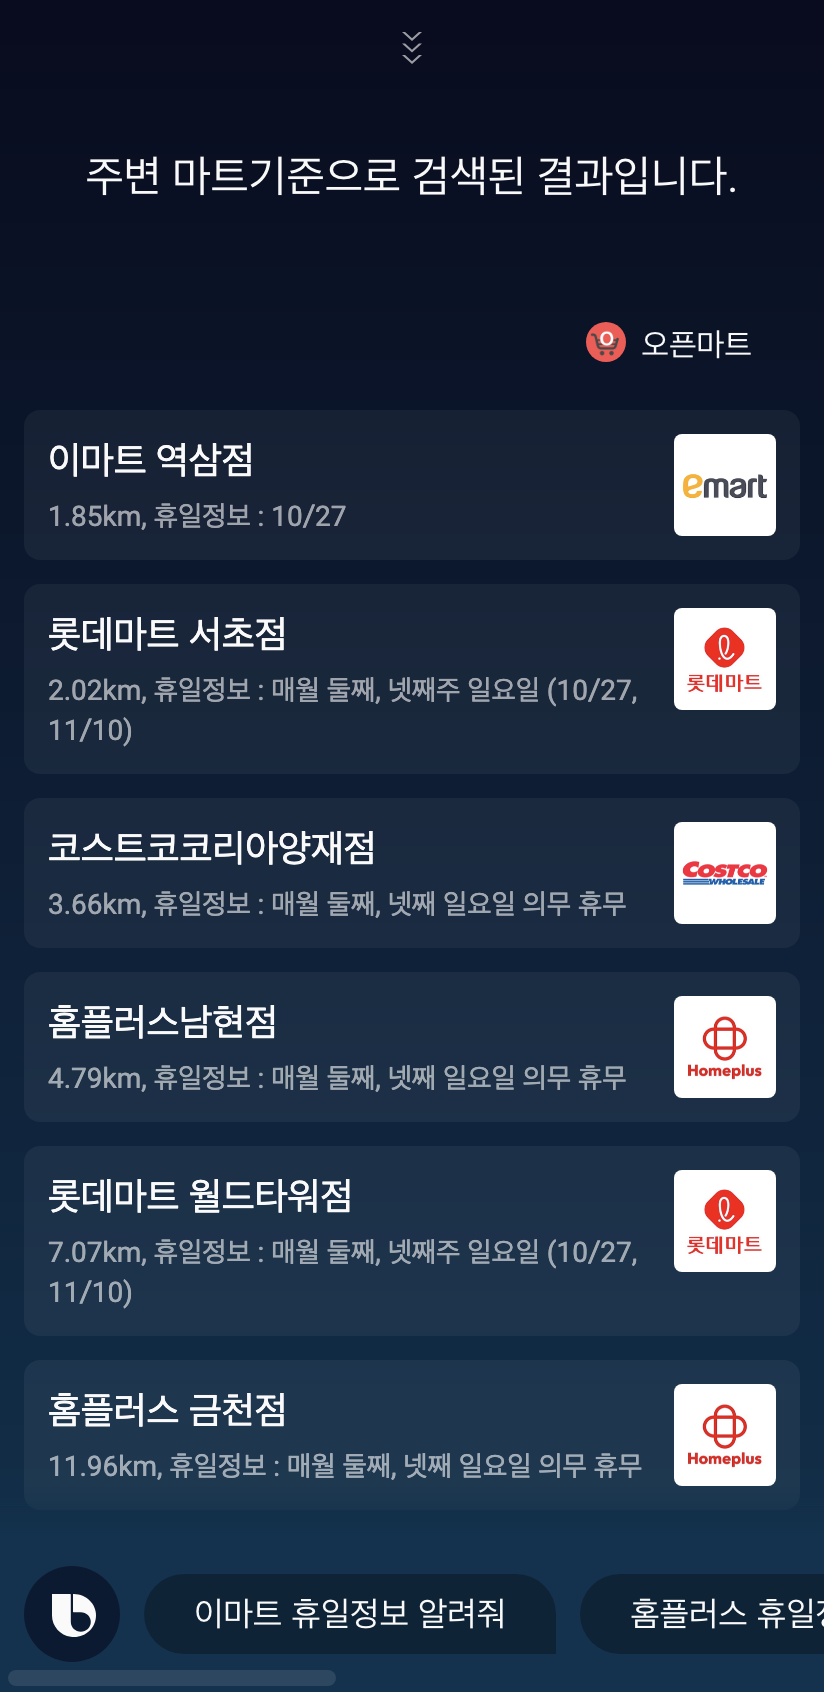 주변 마트기준으로 검색된 결과입니다.
오픈마트
이마트 역삼점
1.85km, 휴일정보 : 10/27
emart
롯데마트 서초점
2.02km, 휴일정보 : 매월 둘째, 넷째주 일요일 (10/27,
11/10)
롯데마트
코스트코코리아양재점
3.66km, 휴일정보 : 매월 둘째, 넷째 일요일 의무 휴무
COSTCO
WHOLESALE
홈플러스남현점
4.79km, 휴일정보 : 매월 둘째, 넷째 일요일 의무 휴무
Homeplus
롯데마트 월드타워점
7.07km, 휴일정보 : 매월 둘째, 넷째주 일요일 (10/27,
11/10)
롯데마트
홈플러스 금천점
11.96km, 휴일정보 : 매월 둘째, 넷째 일요일 의무 휴무
Homeplus
이마트 휴일정보 알려줘
홈플러스 휴일